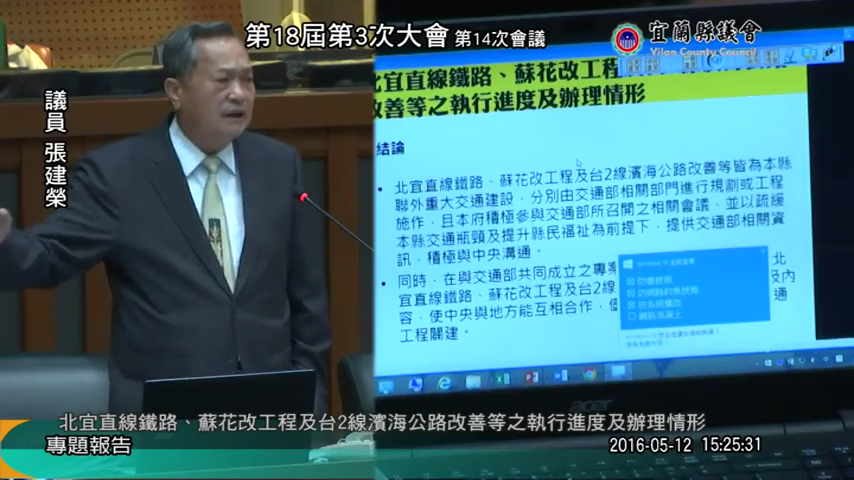 第18屆第3次大會 第14次會議
宜蘭縣議會
Yilan County Council
議員 張建榮
北宜直線鐵路、蘇花改工程
改善等之執行進度及辦理情形
結論
• 北宜直線鐵路、蘇花改工程及台2線濱海公路改善等皆為本縣
聯外重大交通建設，分別由交通部相關部門進行規劃或工程
施作，且本府積極參與交通部所召開之相關會議，並以疏緩
本縣交通瓶頸及提升縣民福祉為前提下，提供交通部相關資
訊，積極與中央溝通。
• 同時，在與交通部共同成立之專案 北
宜直線鐵路、蘇花改工程及台2線 及內
容，使中央與地方能互相合作， 通
工程關建。
acer
北宜直線鐵路、蘇花改工程及台2線濱海公路改善等之執行進度及辦理情形
專題報告
2016-05-12 15:25:31